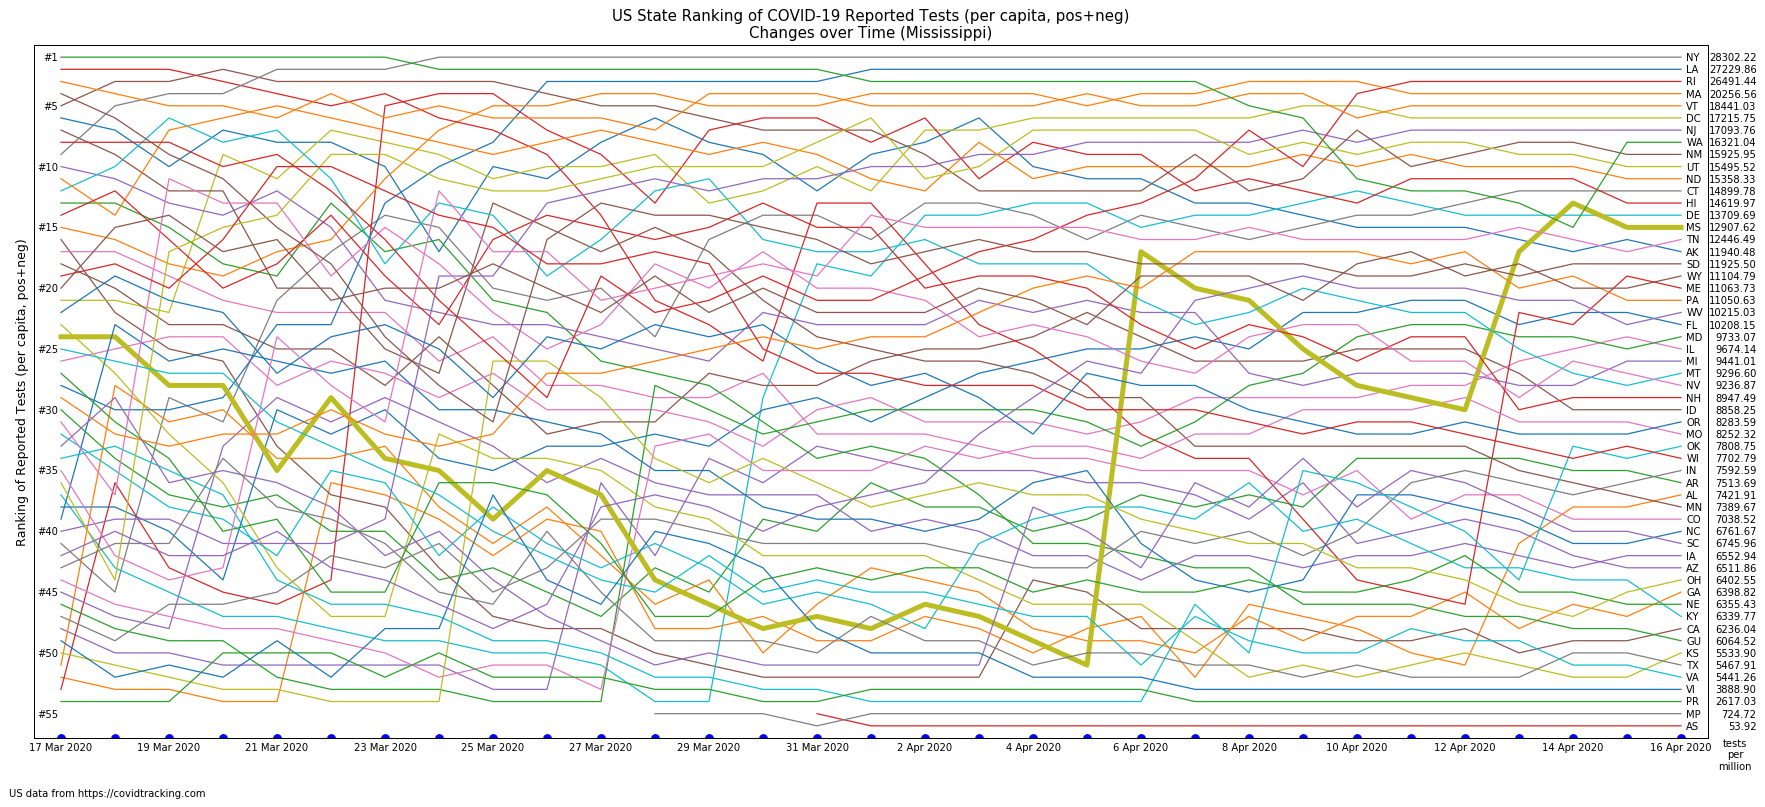 US State Ranking of COVID-19 Reported Tests (per capita, pos+neg)
Changes over Time (Mississippi)
Ranking of Reported Tests (per capita, pos+neg)
#1
#5
#10
#15
#20
#25
#30
#35
#40
#45
#50
#55
NY 28302.22
LA 27229.86
RI 26491.44
MA 20256.56
VT 18441.03
DC 17215.75
NJ 17093.76
WA 16321.04
NM 15925.95
UT 15495.52
ND 15358.33
CT 14899.78
HI 14619.97
DE 13709.69
MS 12907.62
TN 12446.49
AK 11940.48
SD 11925.50
WY 11104.79
ME 11063.73
PA 11050.63
WV 10215.03
FL 10208.15
MD 9733.07
IL 9674.14
MI 9441.01
MT 9296.60
NV 9236.87
NH 8947.49
ID 8858.25
OR 8283.59
MO 8252.32
OK 7808.75
WI 7702.79
IN 7592.59
AR 7513.69
AL 7421.91
MN 7389.67
CO 7038.52
NC 6761.67
SC 6745.96
IA 6552.94
AZ 6511.86
OH 6402.55
GA 6398.82
NE 6355.43
KY 6339.77
CA 6236.04
GU 6064.52
KS 5533.90
TX 5467.91
VA 5441.26
VI 3888.90
PR 2617.03
MP 724.72
AS 53.92
17 Mar 2020 19 Mar 2020 21 Mar 2020 23 Mar 2020 25 Mar 2020 27 Mar 2020 29 Mar 2020 31 Mar 2020 2 Apr 2020 4 Apr 2020 6 Apr 2020 8 Apr 2020 10 Apr 2020 12 Apr 2020 14 Apr 2020 16 Apr 2020
tests
per
million
US data from https://covidtracking.com